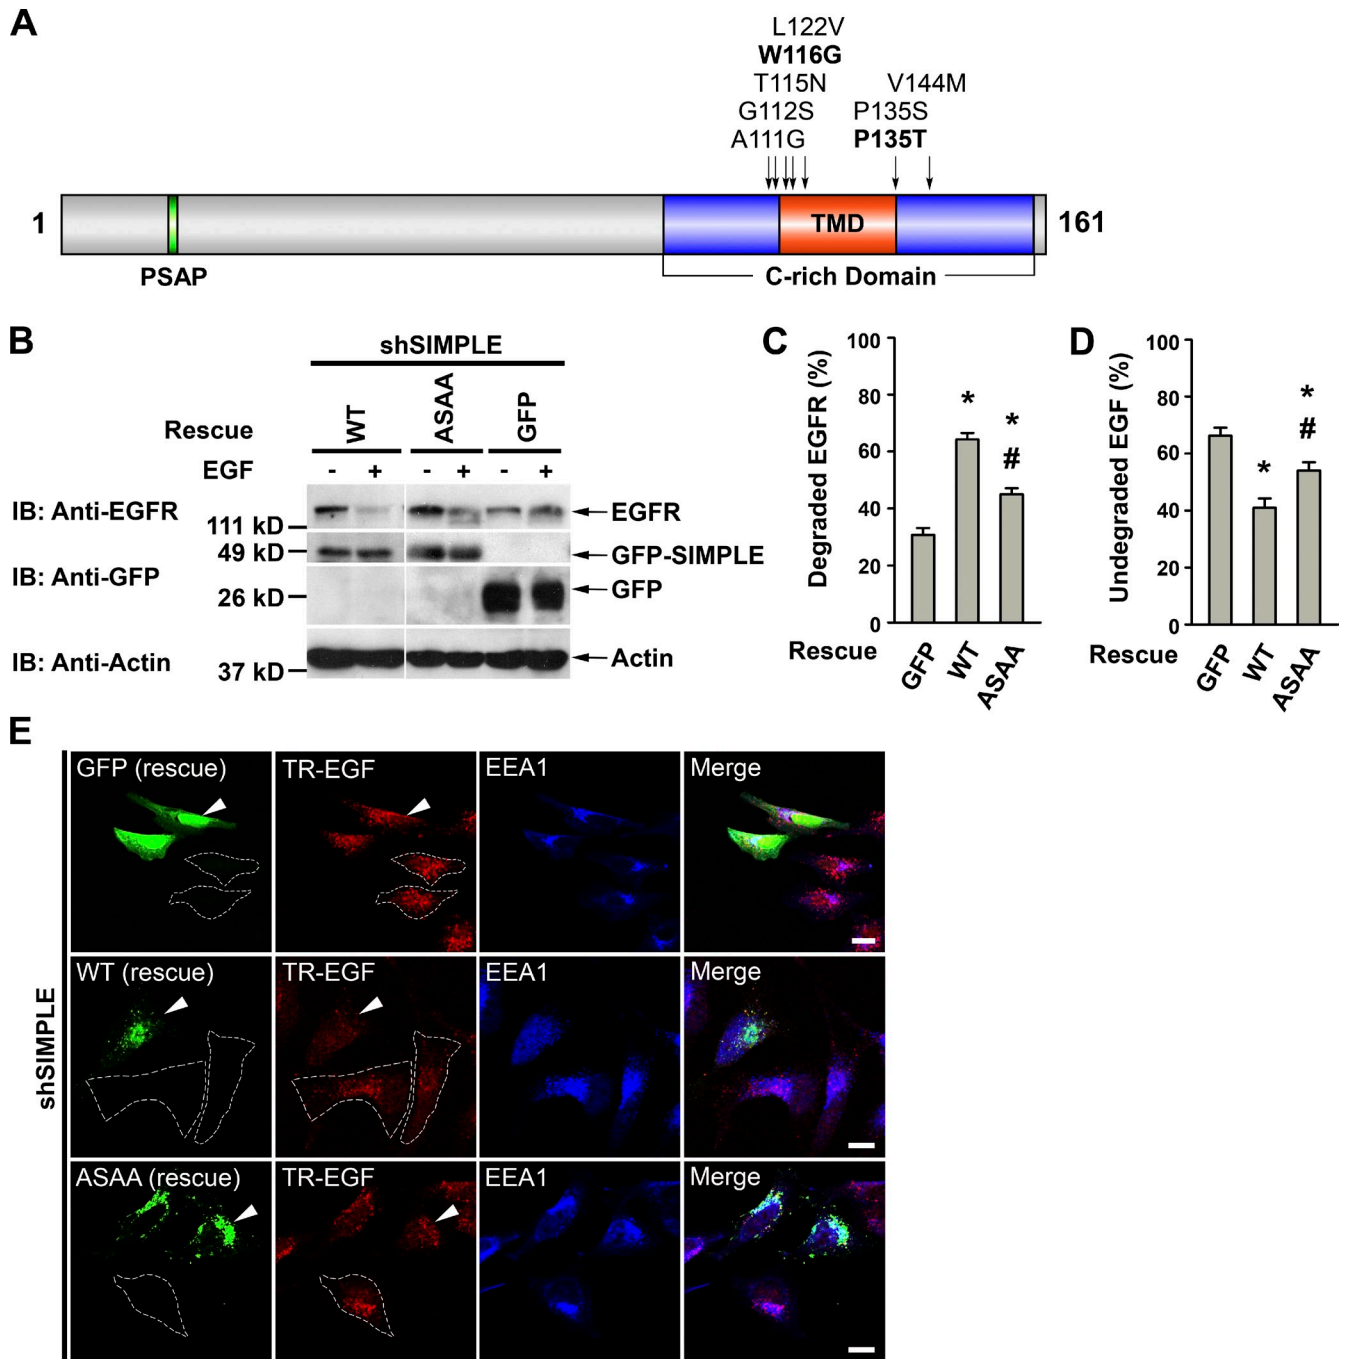 A
L122V
W116G
T115N
V144M
G112S
P135S
A111G
P135T
1
TMD
161
PSAP
C-rich Domain
B
shSIMPLE
Rescue
WT
ASAA
GFP
EGF
- + - + - +
IB: Anti-EGFR
111 kD
EGFR
49 kD
GFP-SIMPLE
IB: Anti-GFP
26 kD
GFP
IB: Anti-Actin
37 kD
Actin
C
Degraded EGFR (%)
100
80
60
40
20
0
*
*
#
Rescue
GFP
WT
ASAA
D
Undegraded EGF (%)
100
80
60
40
20
0
*
*
#
Rescue
GFP
WT
ASAA
E
shSIMPLE
GFP (rescue)
TR-EGF
EEA1
Merge
WT (rescue)
TR-EGF
EEA1
Merge
ASAA (rescue)
TR-EGF
EEA1
Merge